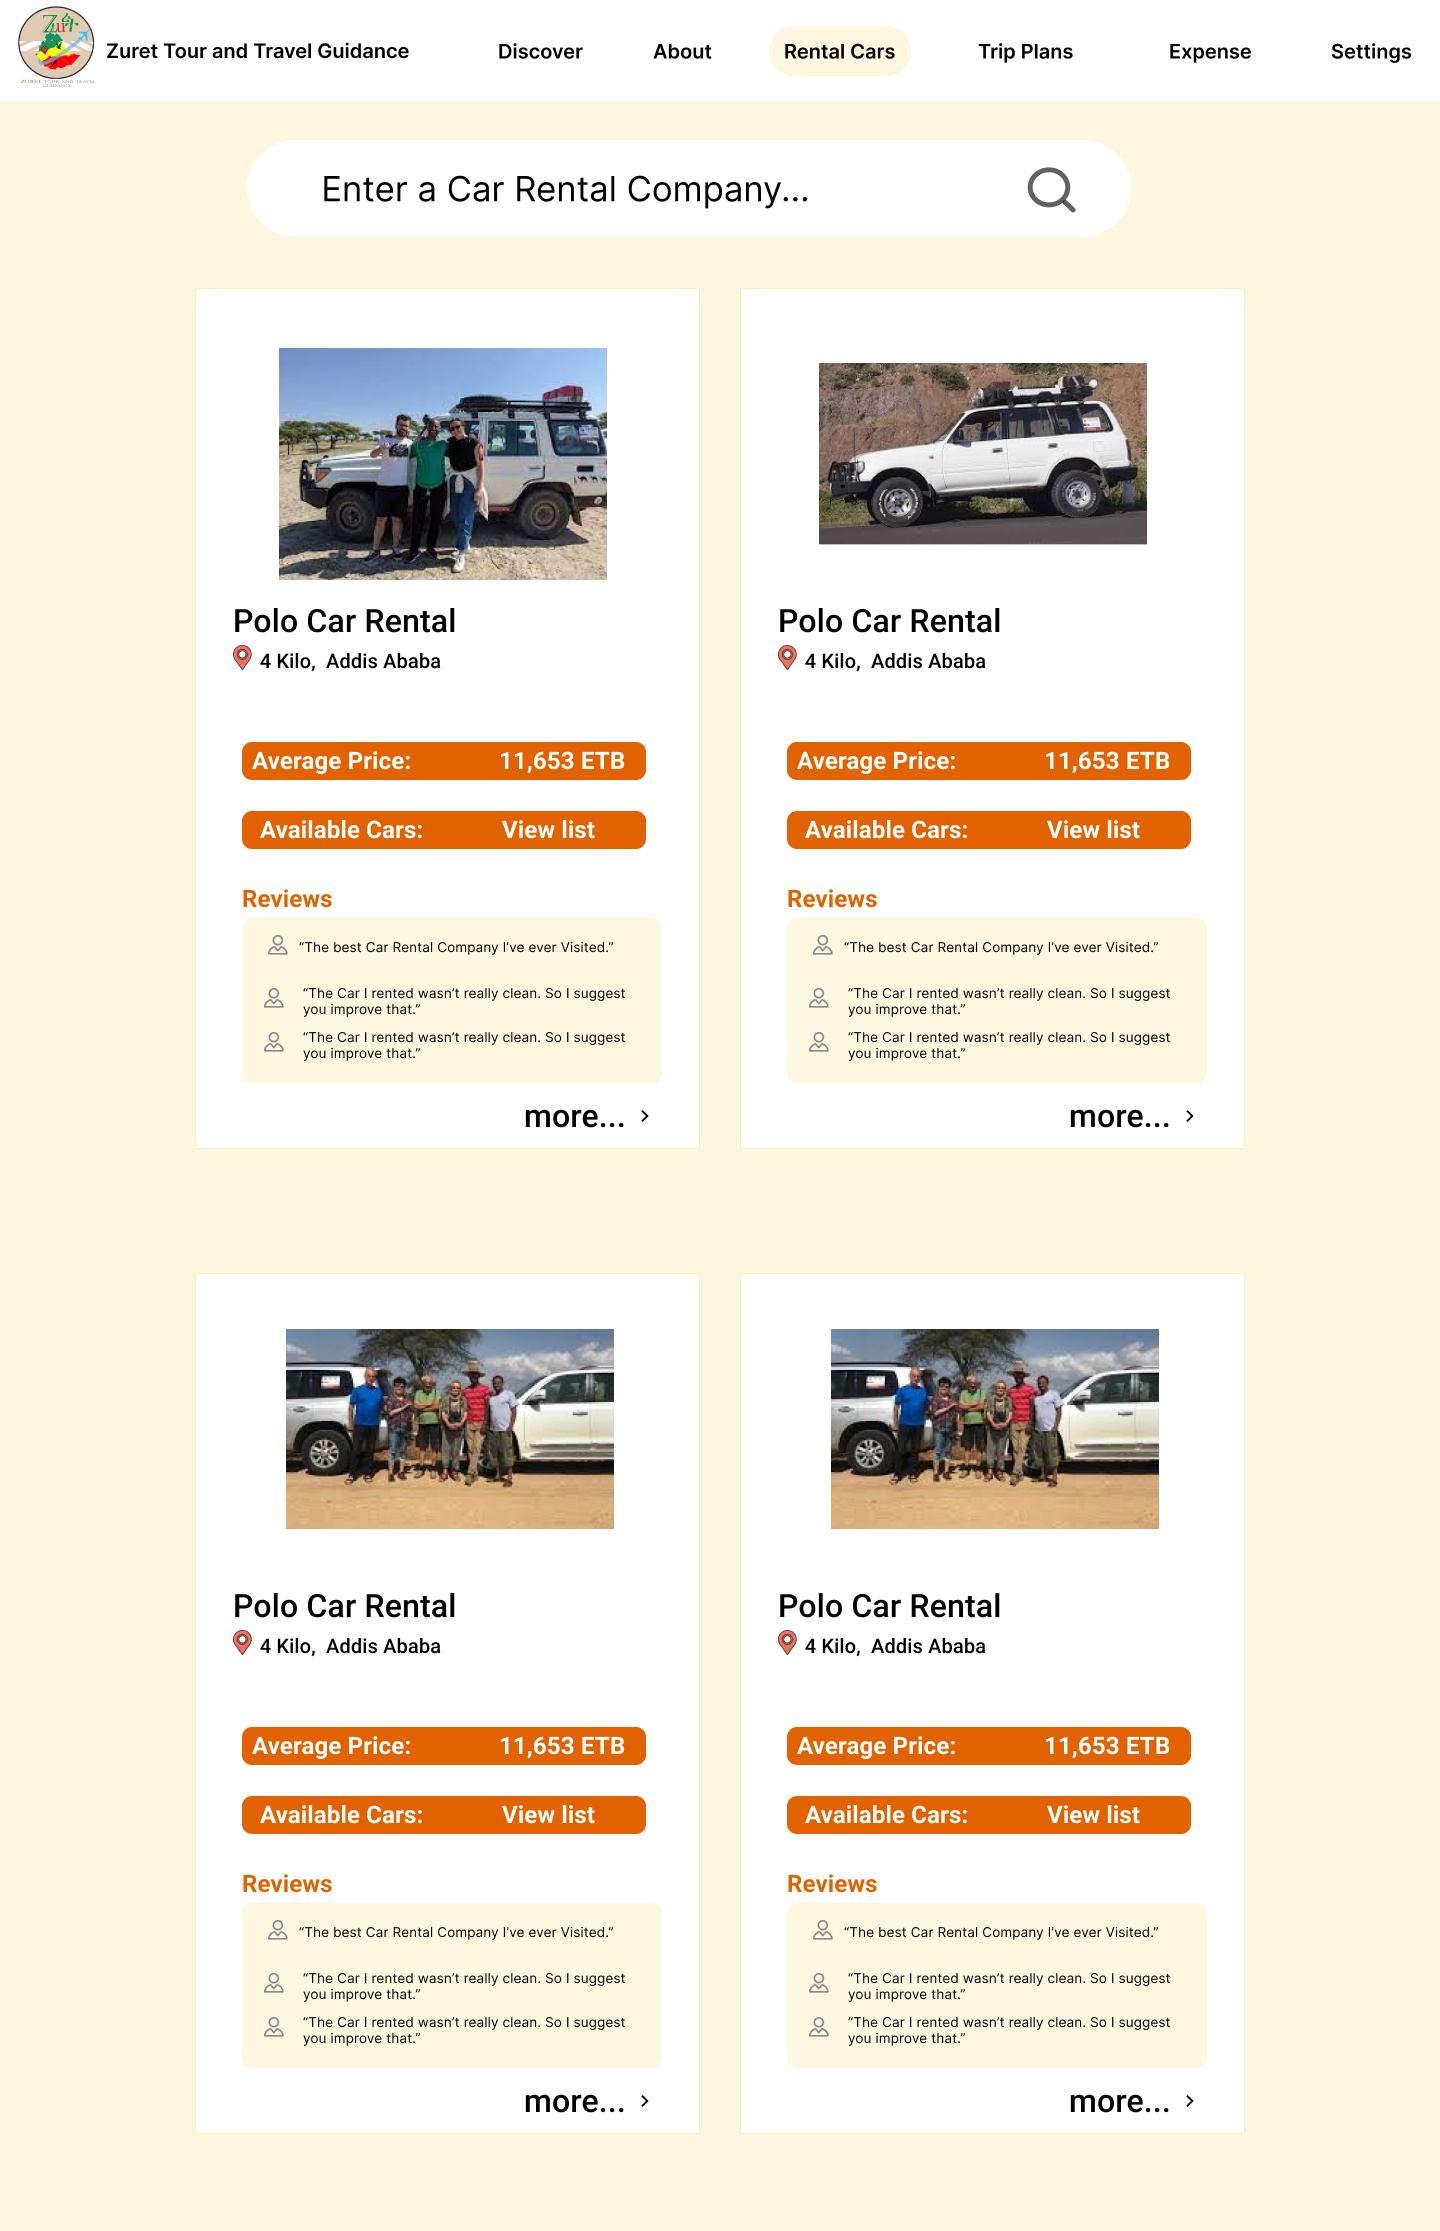 Zuret
ZURET TOUR AND TRAVEL
GUIDANCE
Zuret Tour and Travel Guidance
Discover
About
Rental Cars
Trip Plans
Expense
Settings
Enter a Car Rental Company...
Polo Car Rental
4 Kilo,  Addis Ababa
Average Price: 11,653 ETB
Available Cars: View list
Reviews
“The best Car Rental Company I’ve ever Visited.”
“The Car I rented wasn’t really clean. So I suggest
you improve that.”
“The Car I rented wasn’t really clean. So I suggest
you improve that.”
more...
Polo Car Rental
4 Kilo,  Addis Ababa
Average Price: 11,653 ETB
Available Cars: View list
Reviews
“The best Car Rental Company I’ve ever Visited.”
“The Car I rented wasn’t really clean. So I suggest
you improve that.”
“The Car I rented wasn’t really clean. So I suggest
you improve that.”
more...
Polo Car Rental
4 Kilo,  Addis Ababa
Average Price: 11,653 ETB
Available Cars: View list
Reviews
“The best Car Rental Company I’ve ever Visited.”
“The Car I rented wasn’t really clean. So I suggest
you improve that.”
“The Car I rented wasn’t really clean. So I suggest
you improve that.”
more...
Polo Car Rental
4 Kilo,  Addis Ababa
Average Price: 11,653 ETB
Available Cars: View list
Reviews
“The best Car Rental Company I’ve ever Visited.”
“The Car I rented wasn’t really clean. So I suggest
you improve that.”
“The Car I rented wasn’t really clean. So I suggest
you improve that.”
more...